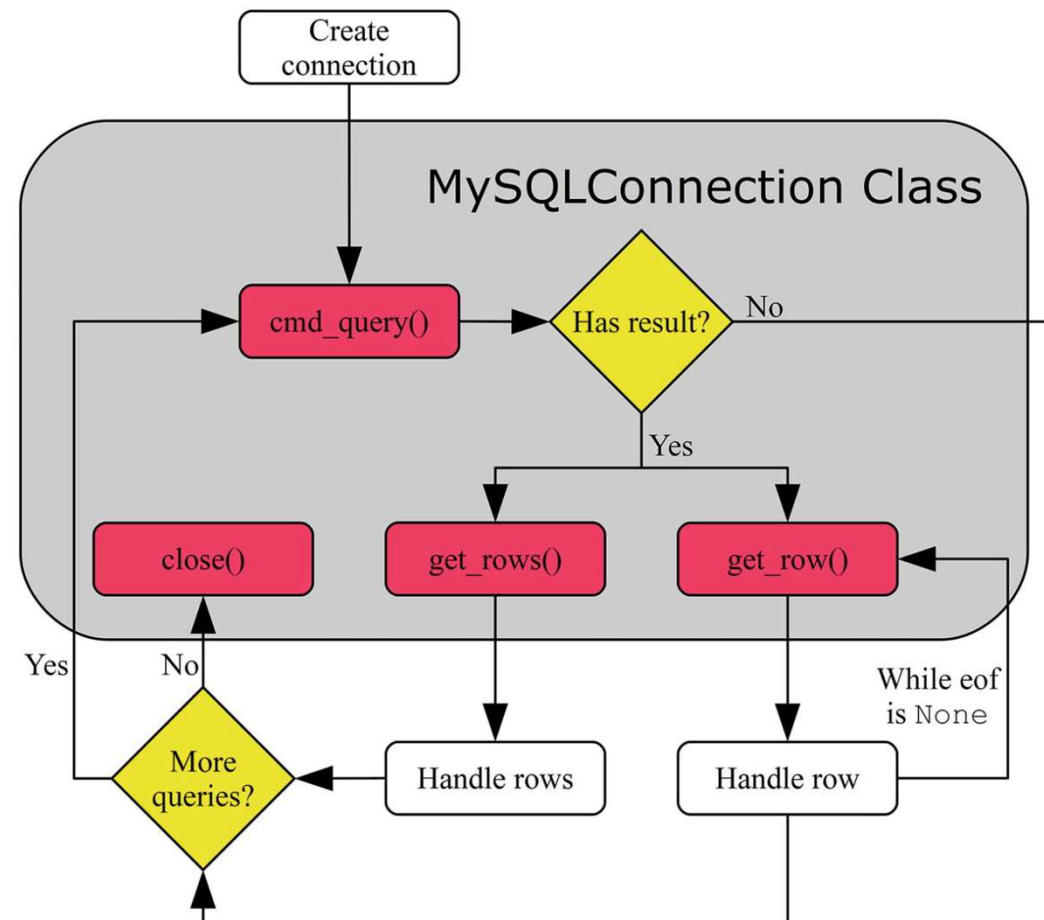 Create
connection
MySQLConnection Class
cmd_query()
Has result?
No
Yes
close()
get_rows()
get_row()
Yes
No
While eof
is None
More
queries?
Handle rows
Handle row